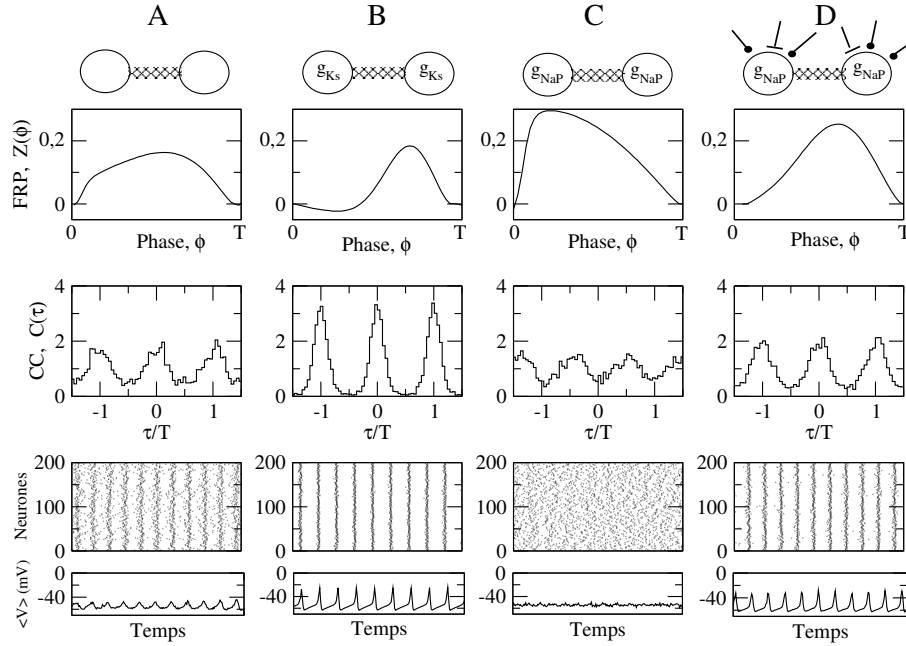 A B C D
g_Ks g_Ks g_NaP g_NaP g_NaP g_NaP
FRP, Z(ϕ)
0,2 0,2 0,2 0,2
0 0 0 0
0 T 0 T 0 T 0 T
Phase, ϕ Phase, ϕ Phase, ϕ Phase, ϕ
CC, C(τ)
4 4 4 4
2 2 2 2
0 0 0 0
-1 0 1 -1 0 1 -1 0 1 -1 0 1
τ/T τ/T τ/T τ/T
Neurones
200 200 200 200
100 100 100 100
0 0 0 0
<V> (mV)
0 0 0 0
-40 -40 -40 -40
Temps Temps Temps Temps